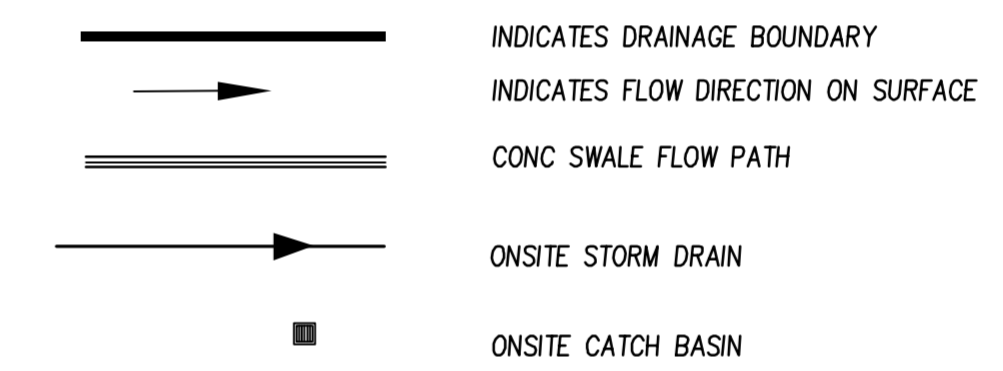 INDICATES DRAINAGE BOUNDARY
INDICATES FLOW DIRECTION ON SURFACE
CONC SWALE FLOW PATH
ONSITE STORM DRAIN
ONSITE CATCH BASIN